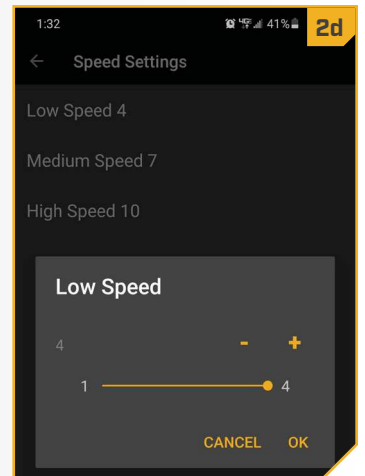 1:32 41% 2d
Speed Settings
Low Speed 4
Medium Speed 7
High Speed 10
Low Speed
4 - +
1 4
CANCEL OK